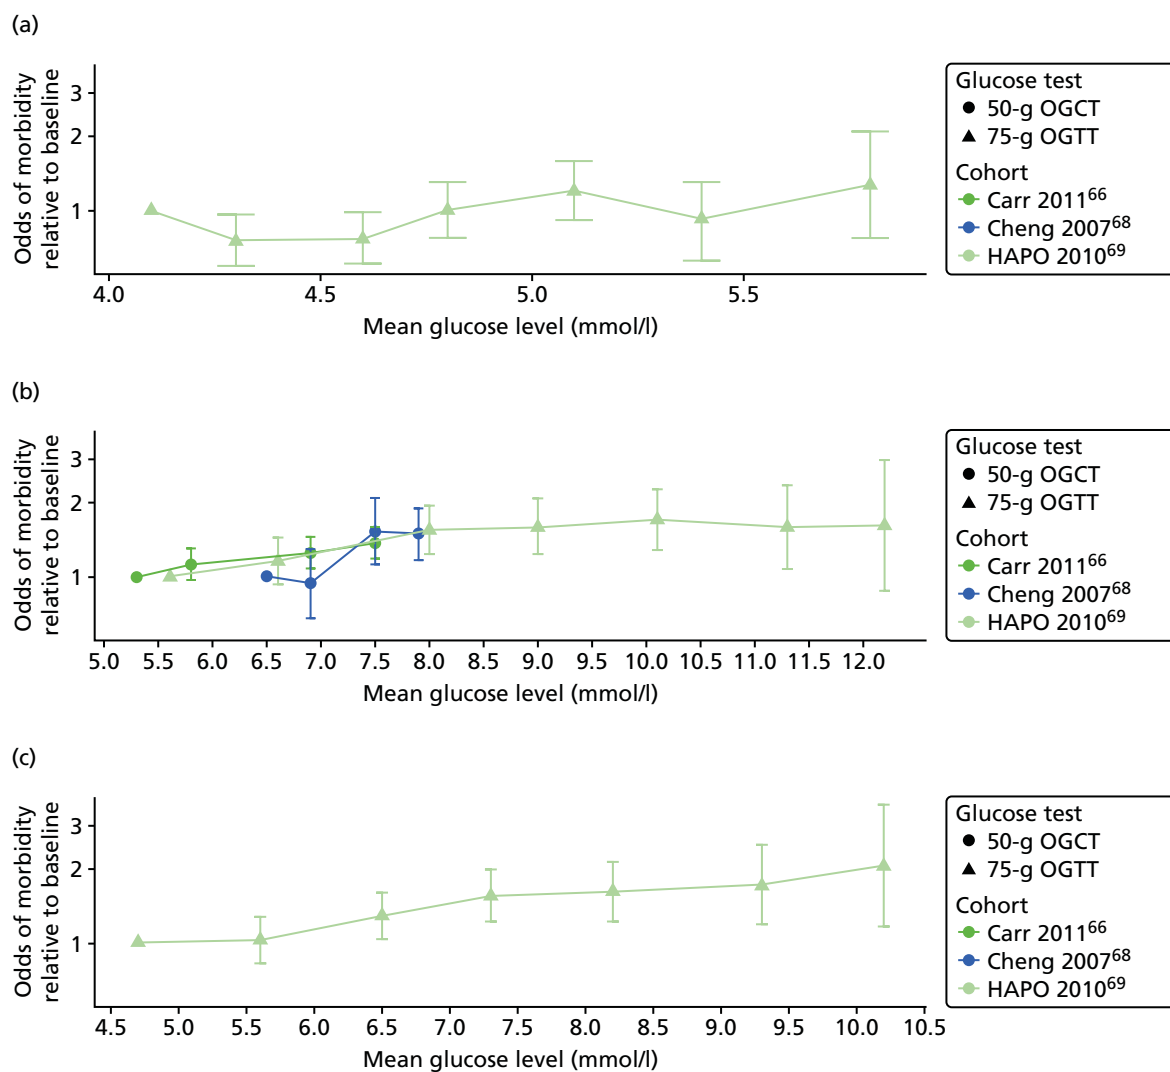 (a)
Odds of morbidity
relative to baseline
3
2
1
4.0 4.5 5.0 5.5
Mean glucose level (mmol/l)
Glucose test
50-g OGCT
75-g OGTT
Cohort
Carr 2011⁶⁶
Cheng 2007⁶⁸
HAPO 2010⁶⁹
(b)
Odds of morbidity
relative to baseline
3
2
1
5.0 5.5 6.0 6.5 7.0 7.5 8.0 8.5 9.0 9.5 10.0 10.5 11.0 11.5 12.0
Mean glucose level (mmol/l)
Glucose test
50-g OGCT
75-g OGTT
Cohort
Carr 2011⁶⁶
Cheng 2007⁶⁸
HAPO 2010⁶⁹
(c)
Odds of morbidity
relative to baseline
3
2
1
4.5 5.0 5.5 6.0 6.5 7.0 7.5 8.0 8.5 9.0 9.5 10.0 10.5
Mean glucose level (mmol/l)
Glucose test
50-g OGCT
75-g OGTT
Cohort
Carr 2011⁶⁶
Cheng 2007⁶⁸
HAPO 2010⁶⁹